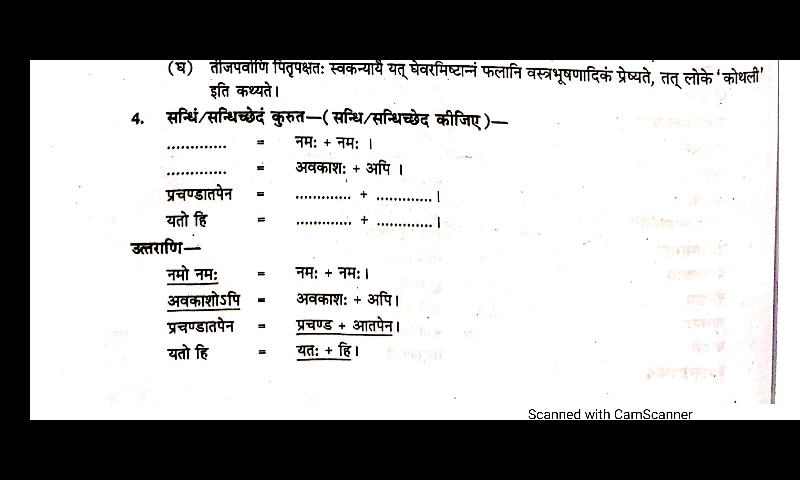 (घ) तीजपर्वाणि पितृपक्षतः स्वकन्यायै यत् घेवरमिष्टान्नं फलानि वस्त्रभूषणादिकं प्रेष्यते, तत् लोके 'कोथली'
इति कथ्यते।
4. सन्धिं/सन्धिच्छेदं कुरुत—(सन्धि/सन्धिच्छेद कीजिए)—
............. = नमः + नमः ।
............. = अवकाशः + अपि ।
प्रचण्डातपेन = ............. + .............।
यतो हि = ............. + .............।
उत्तराणि—
नमो नमः = नमः + नमः।
अवकाशोऽपि = अवकाशः + अपि।
प्रचण्डातपेन = प्रचण्ड + आतपेन।
यतो हि = यतः + हि।
Scanned with CamScanner